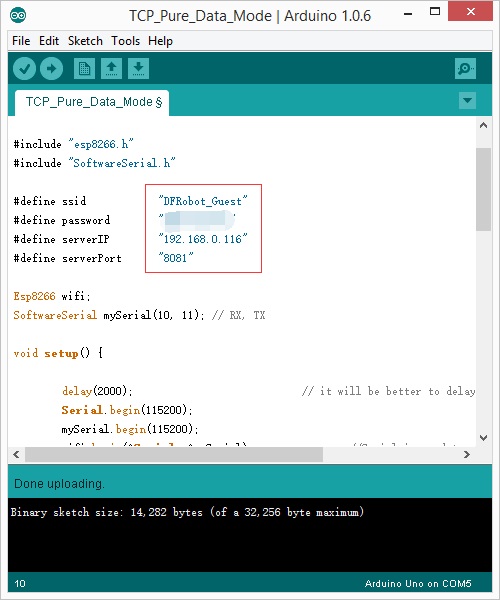 TCP_Pure_Data_Mode | Arduino 1.0.6
File Edit Sketch Tools Help
TCP_Pure_Data_Mode §
#include "esp8266.h"
#include "SoftwareSerial.h"
#define ssid "DFRobot_Guest"
#define password " "
#define serverIP "192.168.0.116"
#define serverPort "8081"
Esp8266 wifi;
SoftwareSerial mySerial(10, 11); // RX, TX
void setup() {
delay(2000); // it will be better to delay
Serial.begin(115200);
mySerial.begin(115200);
Done uploading.
Binary sketch size: 14,282 bytes (of a 32,256 byte maximum)
10 Arduino Uno on COM5